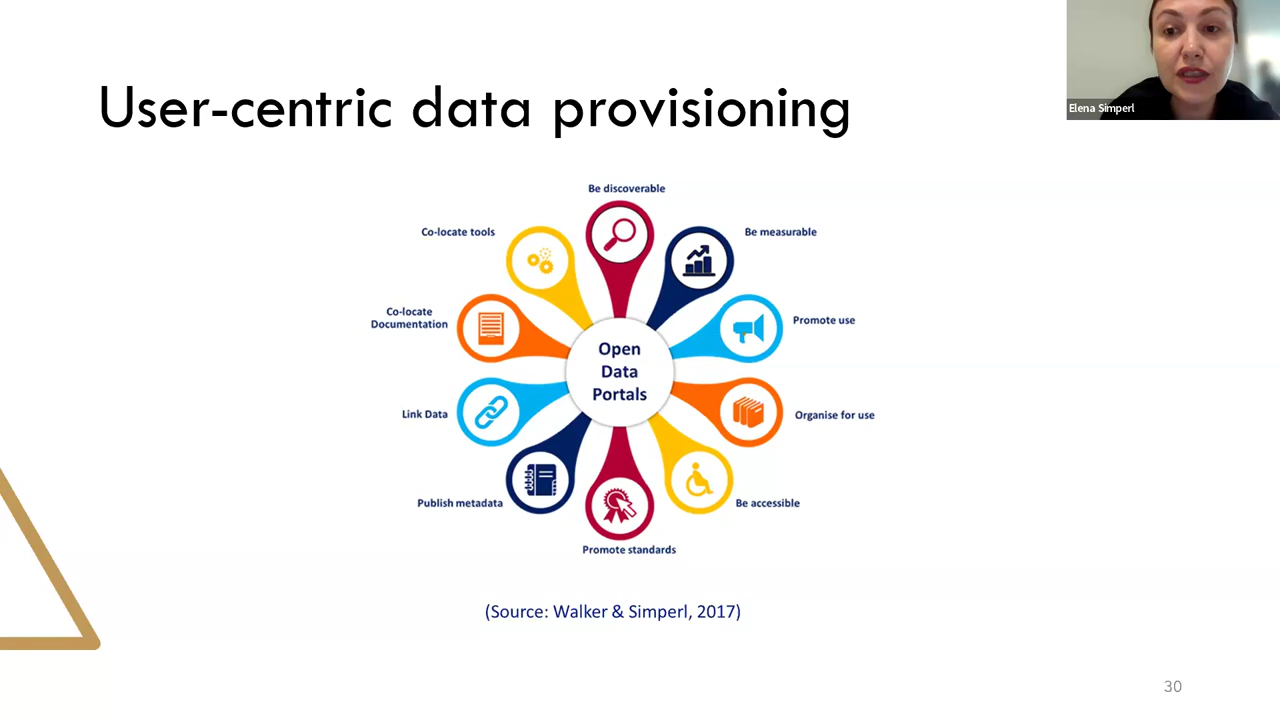 User-centric data provisioning
Elena Simperl
Be discoverable
Co-locate tools
Be measurable
Co-locate
Documentation
Promote use
Open
Data
Portals
Link Data
Organise for use
Publish metadata
Be accessible
Promote standards
(Source: Walker & Simperl, 2017)
30